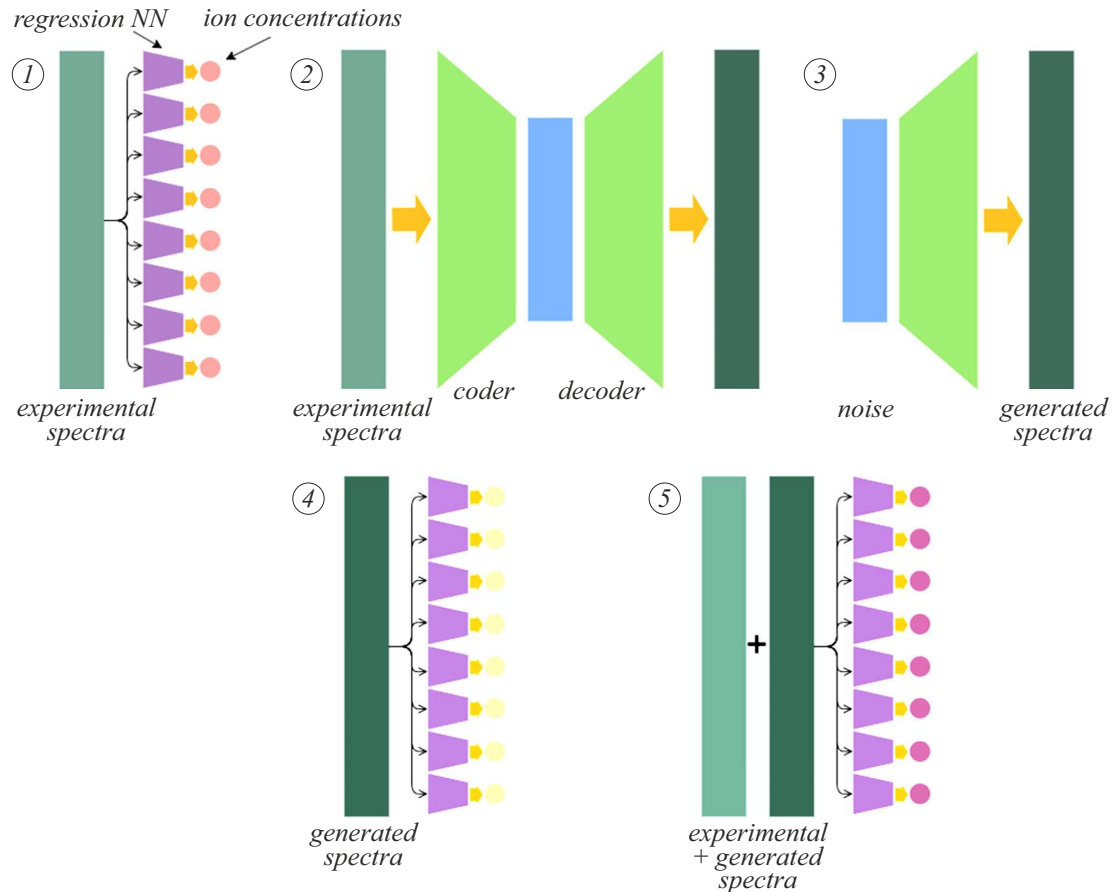 regression NN
ion concentrations
1
2
3
experimental
spectra
experimental
spectra
coder
decoder
noise
generated
spectra
4
5
+
generated
spectra
experimental
+ generated
spectra